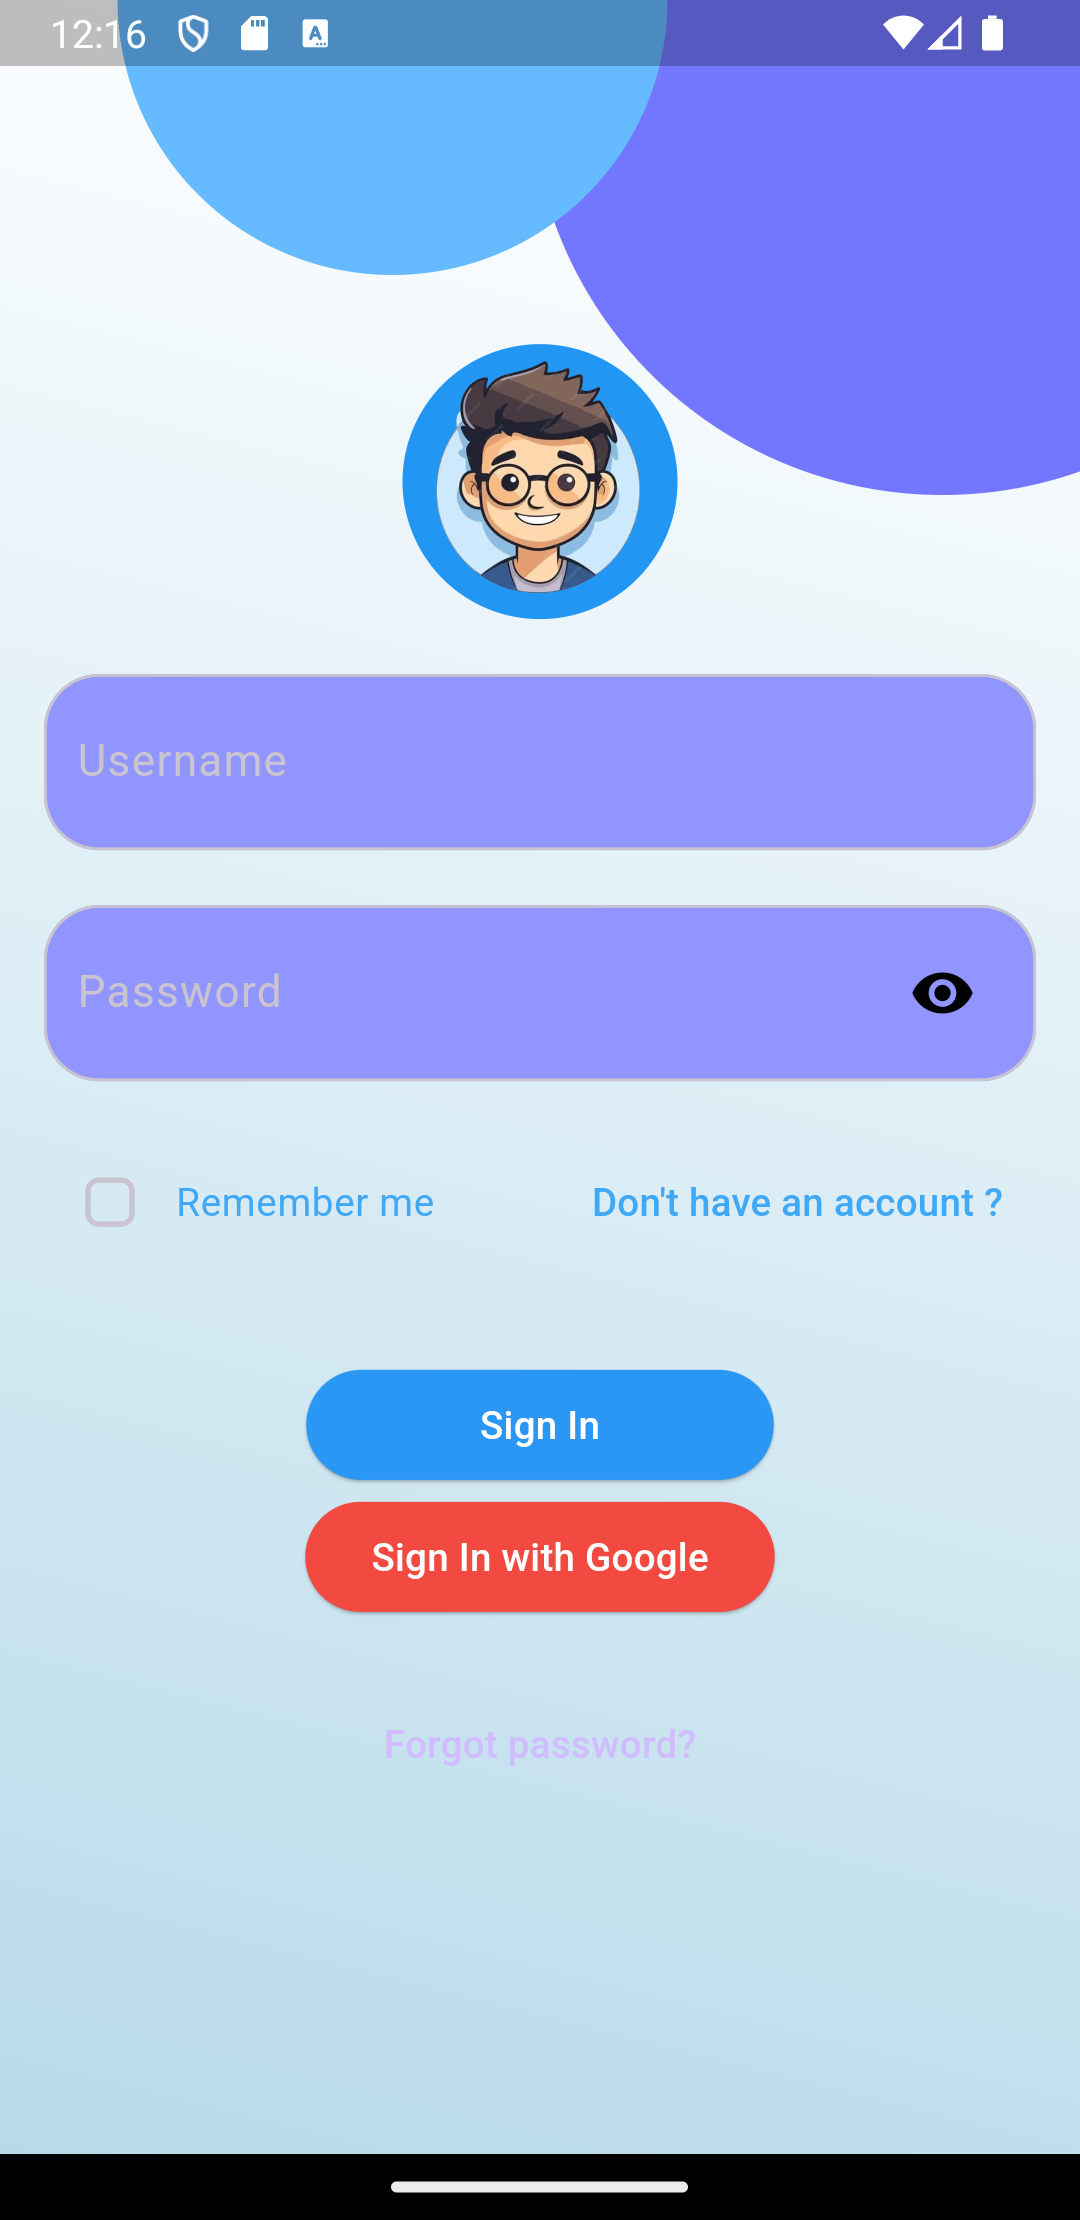 12:16
Username
Password
Remember me
Don't have an account ?
Sign In
Sign In with Google
Forgot password?